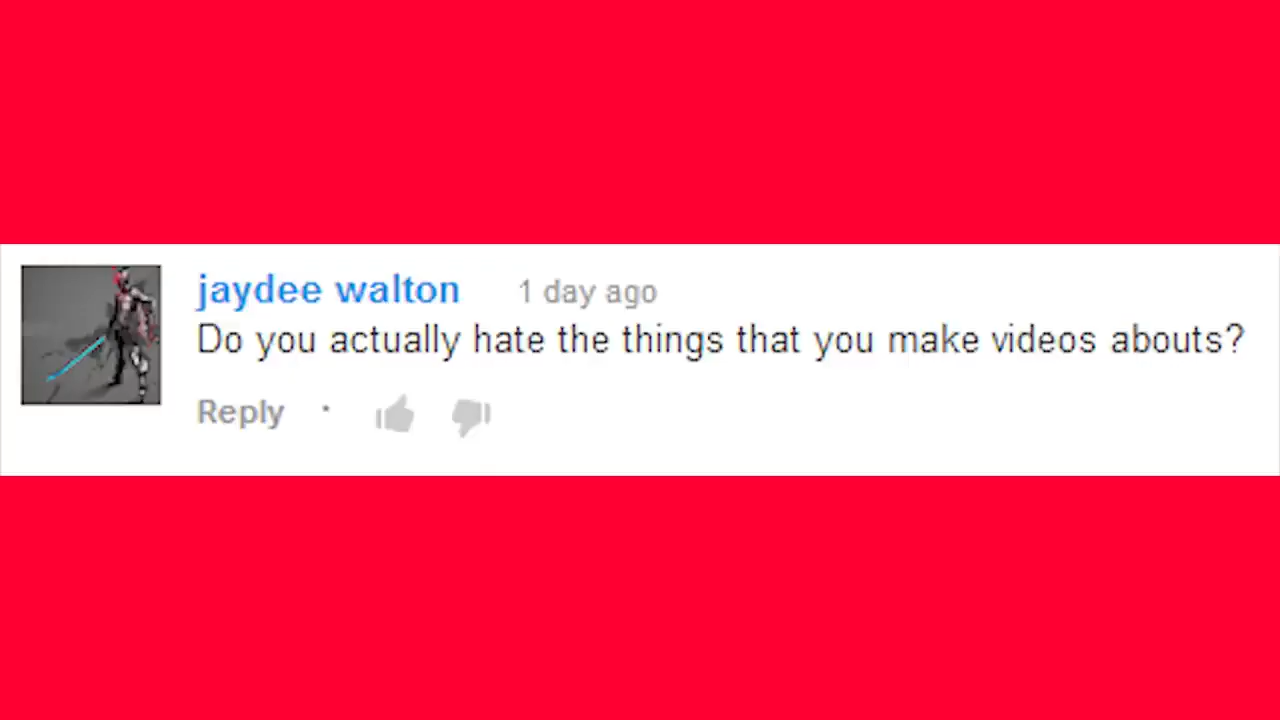 jaydee walton 1 day ago
Do you actually hate the things that you make videos abouts?
Reply ·